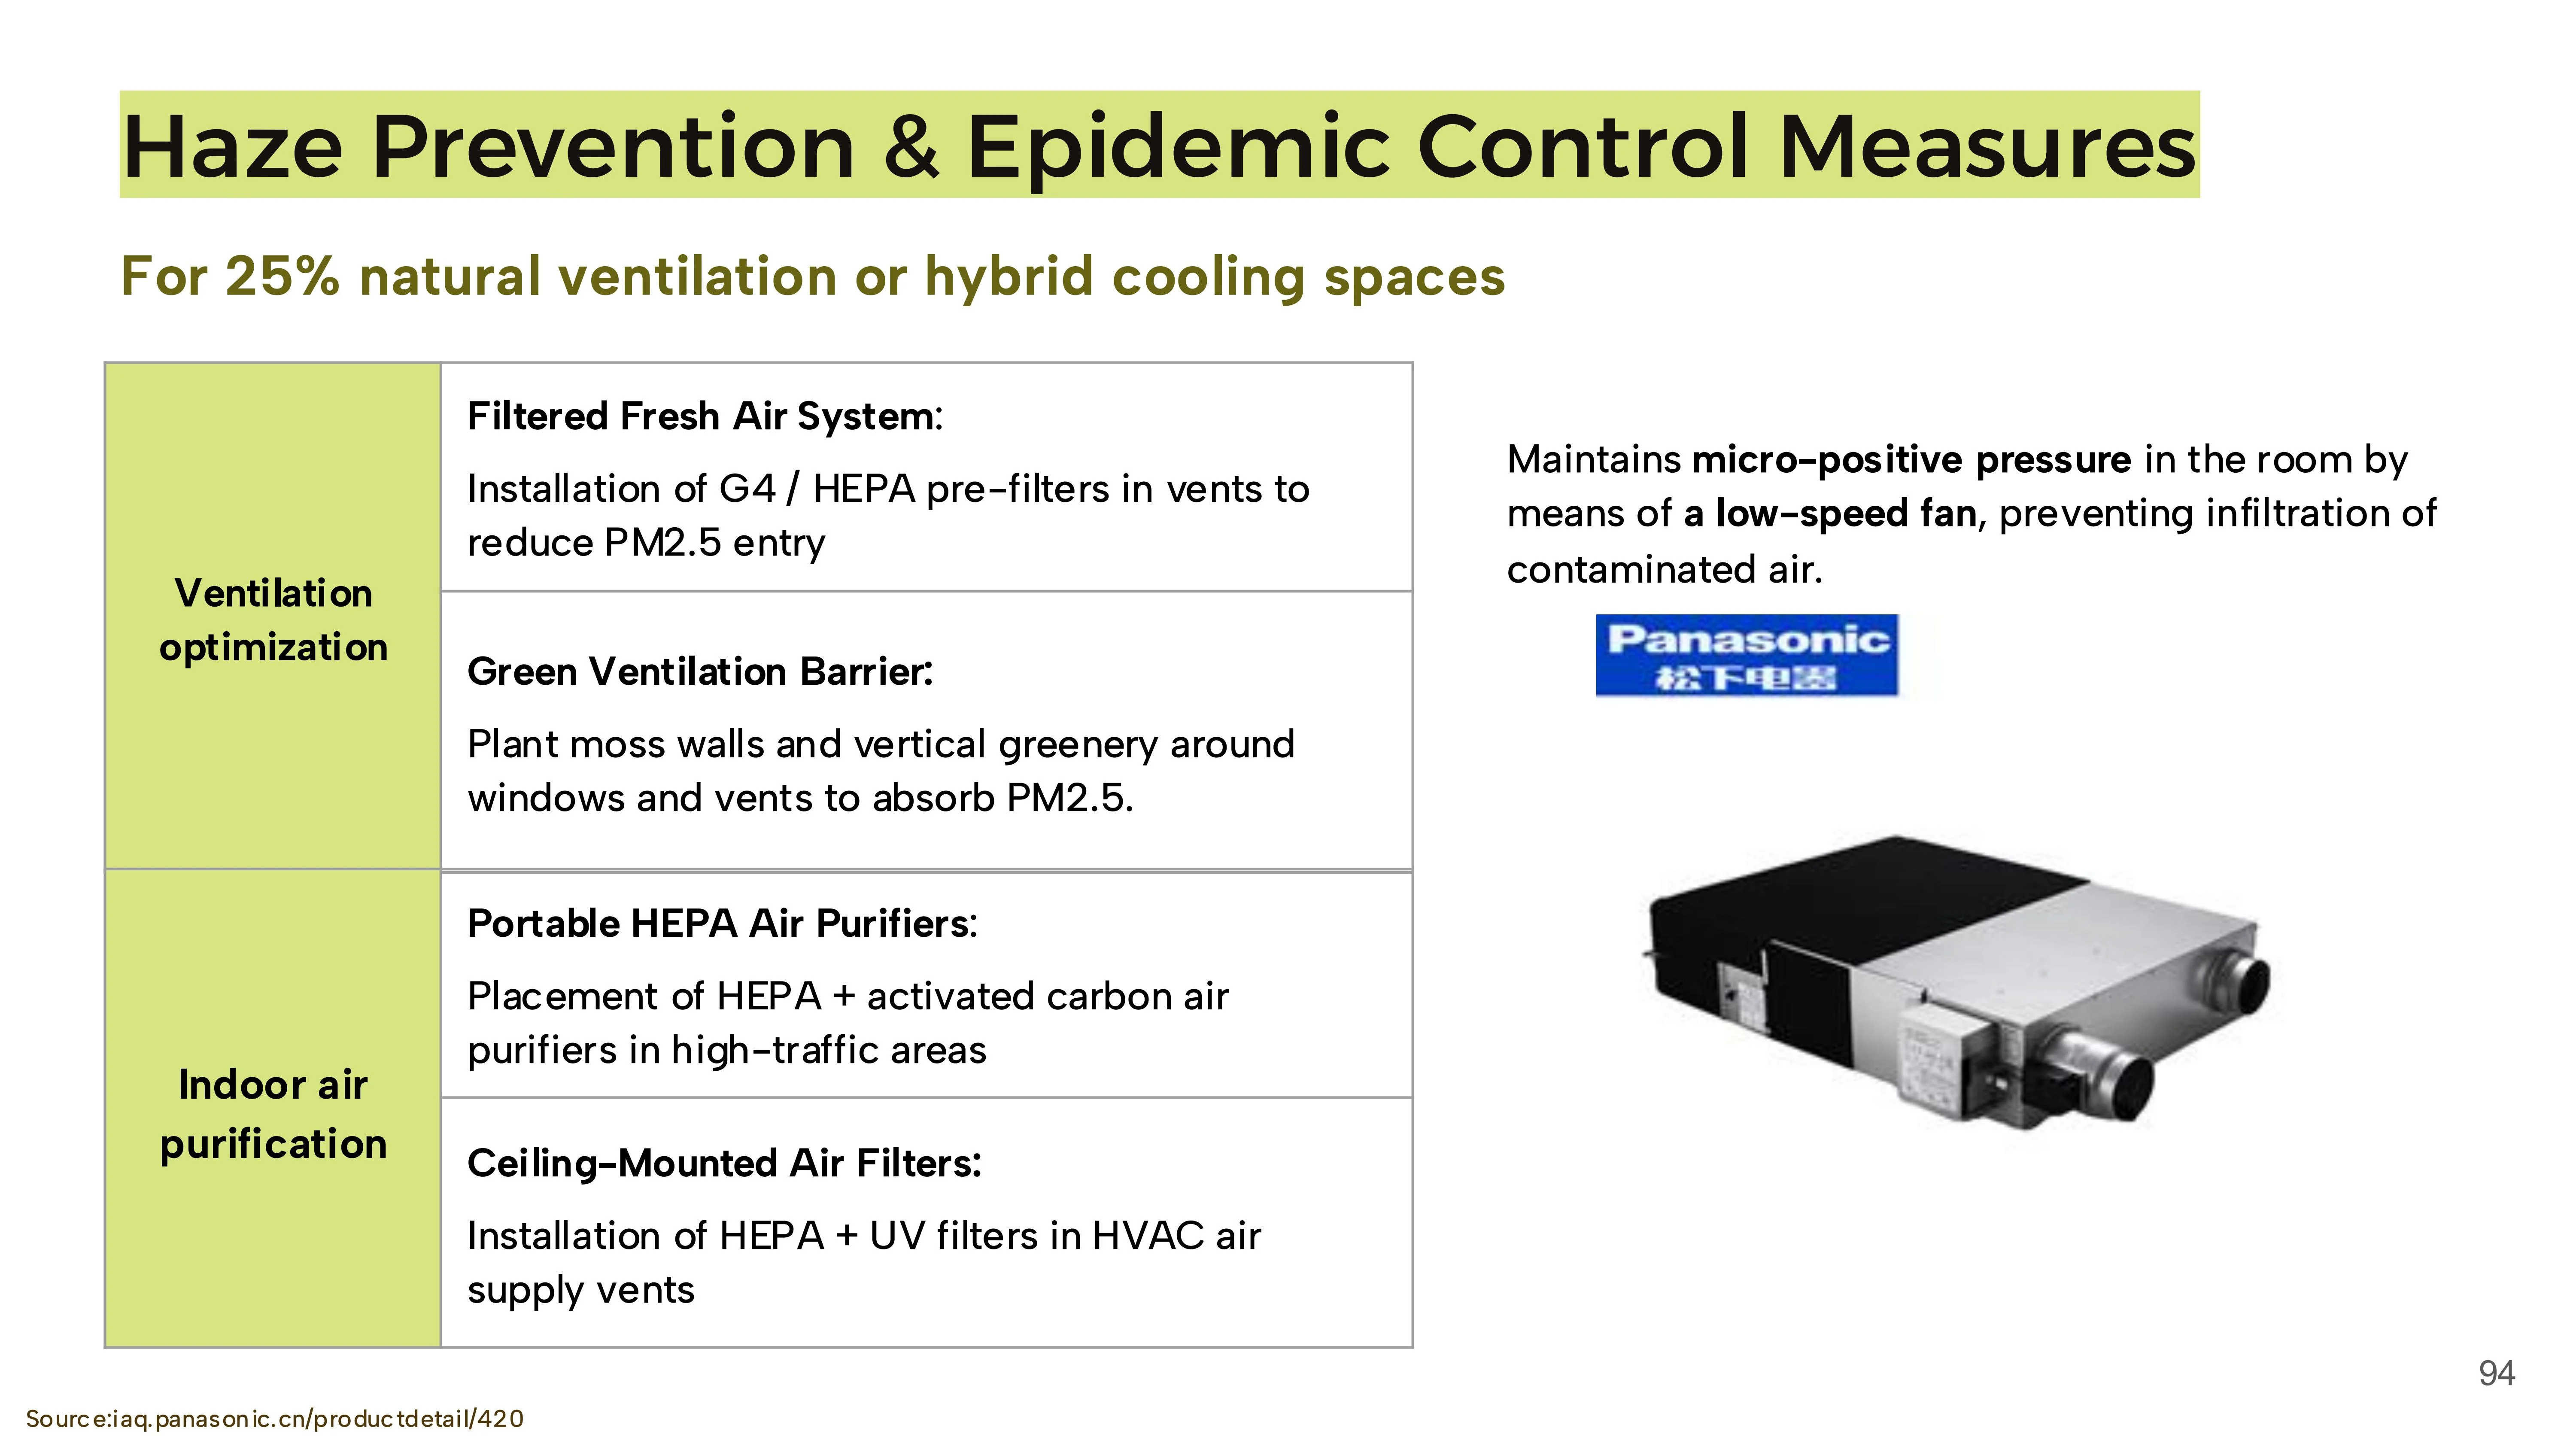 Haze Prevention & Epidemic Control Measures
For 25% natural ventilation or hybrid cooling spaces
Ventilation
optimization
Filtered Fresh Air System:
Installation of G4 / HEPA pre-filters in vents to
reduce PM2.5 entry
Green Ventilation Barrier:
Plant moss walls and vertical greenery around
windows and vents to absorb PM2.5.
Indoor air
purification
Portable HEPA Air Purifiers:
Placement of HEPA + activated carbon air
purifiers in high-traffic areas
Ceiling-Mounted Air Filters:
Installation of HEPA + UV filters in HVAC air
supply vents
Maintains micro-positive pressure in the room by
means of a low-speed fan, preventing infiltration of
contaminated air.
Panasonic
松下电器
94
Source:iaq.panasonic.cn/productdetail/420